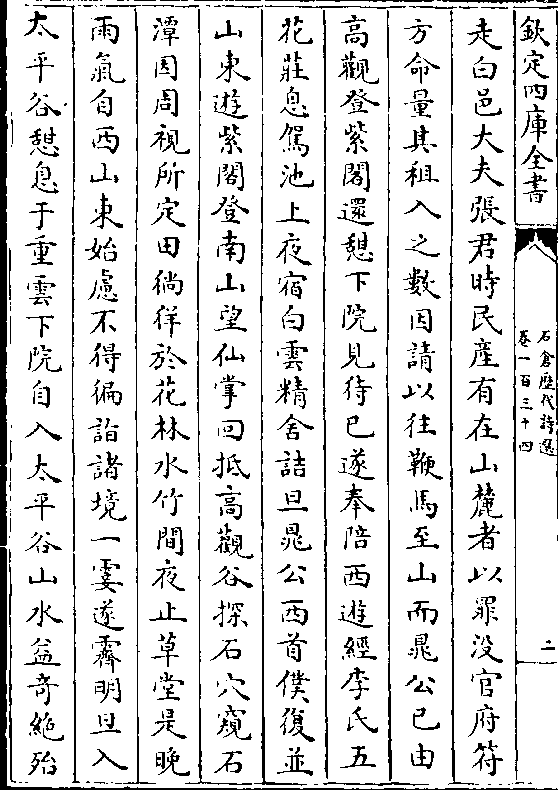 欽定四庫全書
石倉歴代詩選
卷一百三十四
二
走白邑大夫張君時民產有在山麓者以罪没官府符
方命量其租入之數因請以往鞭馬至山而晁公已由
高觀登紫閣還憩下院見待已遂奉陪西遊經李氏五
花莊息駕池上夜宿白雲精舍詰旦晁公西首僕復並
山東遊紫閣登南山望仙掌回抵高觀谷探石穴窺石
潭因周視所定田徜徉於花林水竹間夜止草堂是晚
雨氣自西山東始慮不得徧詣諸境一霎遂霽明旦入
太平谷憇息于重雲下院自入太平谷山水益奇絶殆